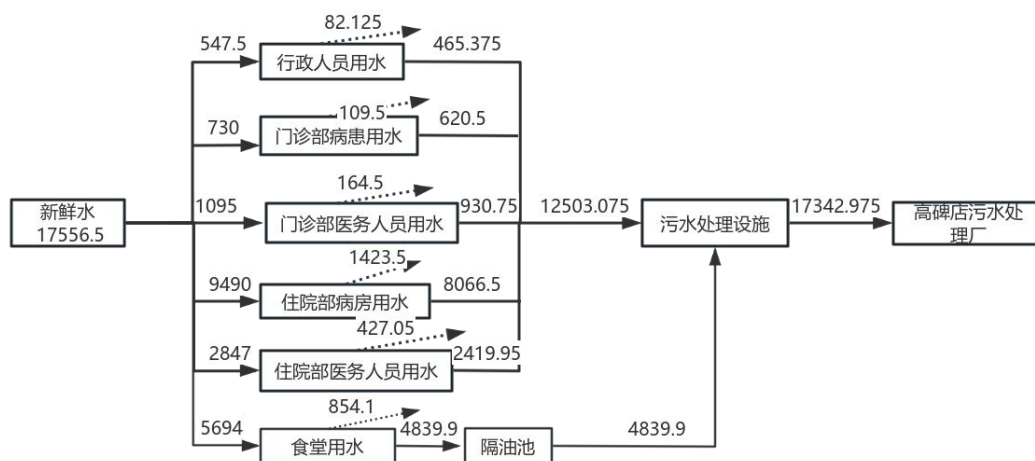 82.125
547.5
465.375
行政人员用水
109.5
730
620.5
门诊部病患用水
164.5
新鲜水
17556.5
1095
930.75
12503.075
17342.975
门诊部医务人员用水
污水处理设施
高碑店污水处
理厂
1423.5
9490
8066.5
住院部病房用水
427.05
2847
2419.95
住院部医务人员用水
854.1
5694
4839.9
4839.9
食堂用水
隔油池